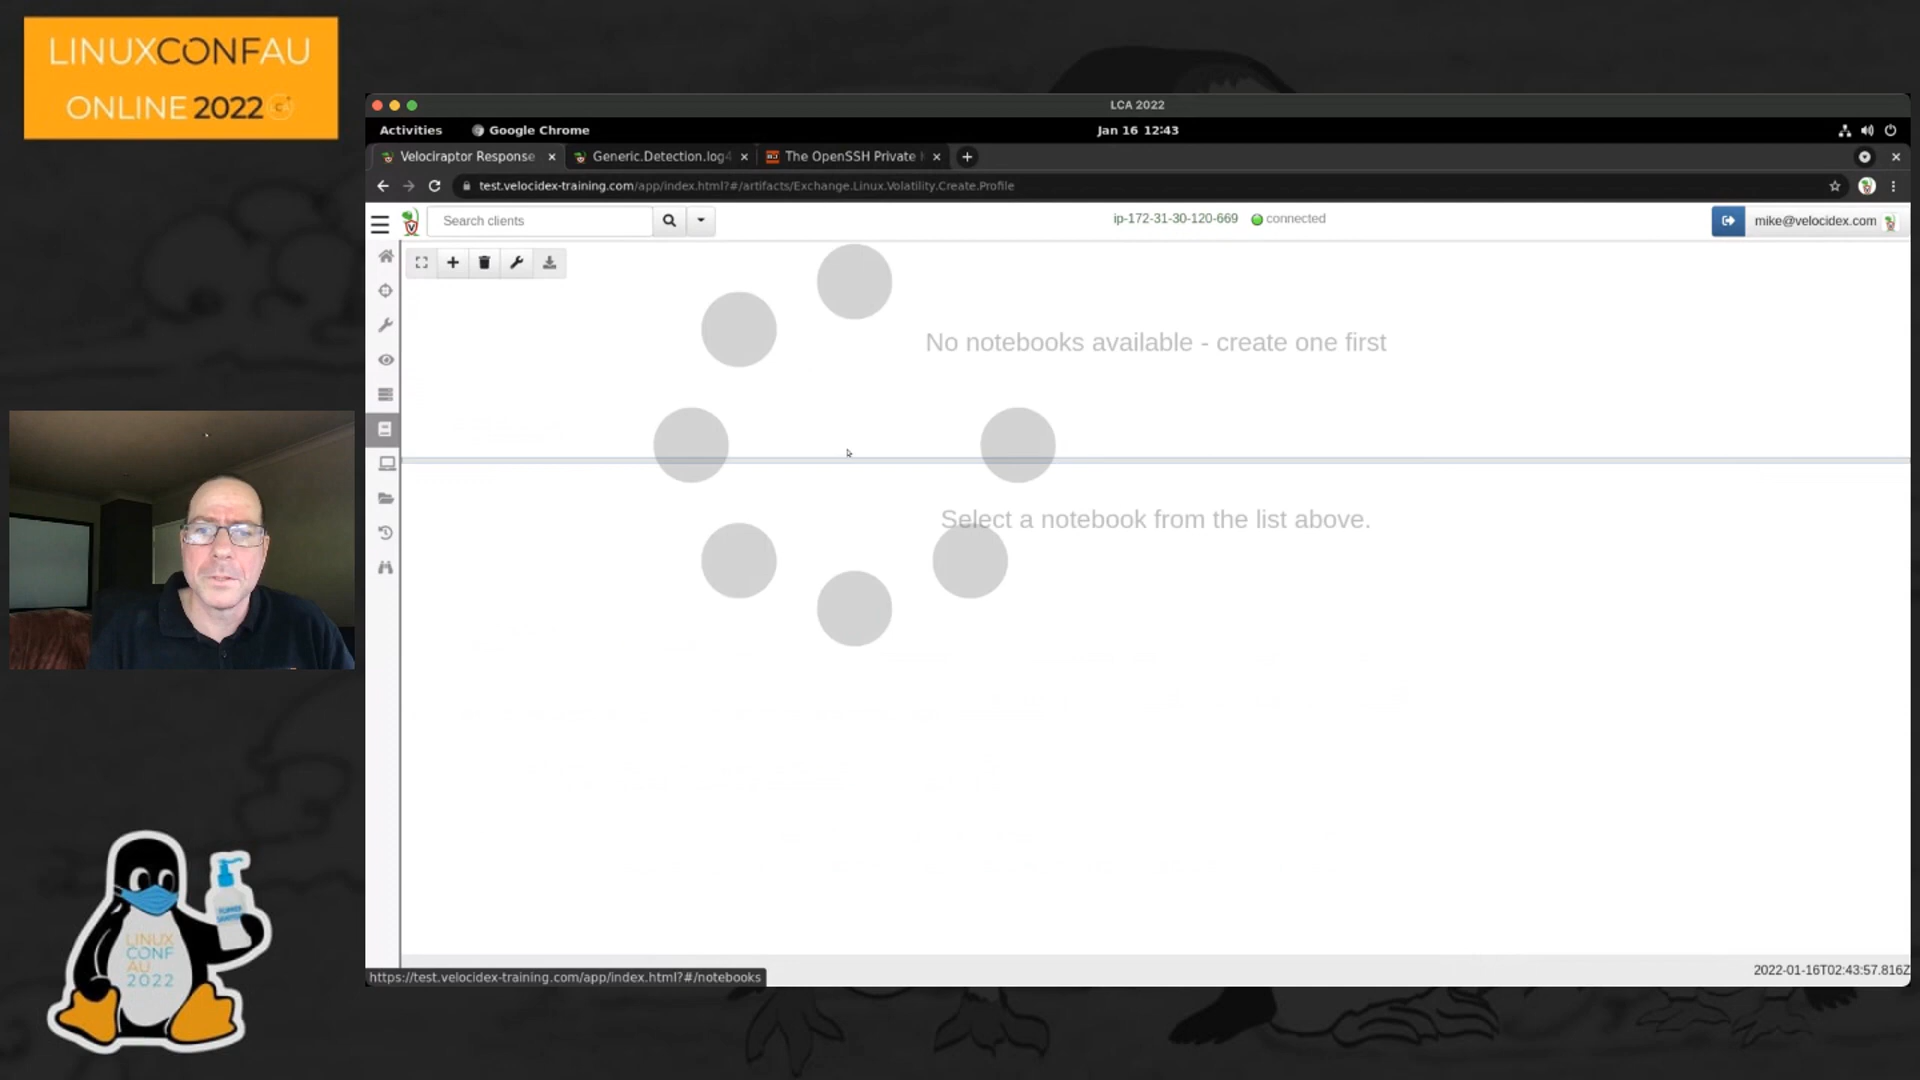 LINUXCONFAU
ONLINE 2022
LCA 2022
Activities
Google Chrome
Jan 16 12:43
Velociraptor Response
Generic.Detection.log4
The OpenSSH Private
test.velocidex-training.com/app/index.html?#/artifacts/Exchange.Linux.Volatility.Create.Profile
Search clients
ip-172-31-30-120-669
connected
mike@velocidex.com
No notebooks available - create one first
Select a notebook from the list above.
LINUX
CONF
AU
2022
https://test.velocidex-training.com/app/index.html?#/notebooks
2022-01-16T02:43:57.816Z